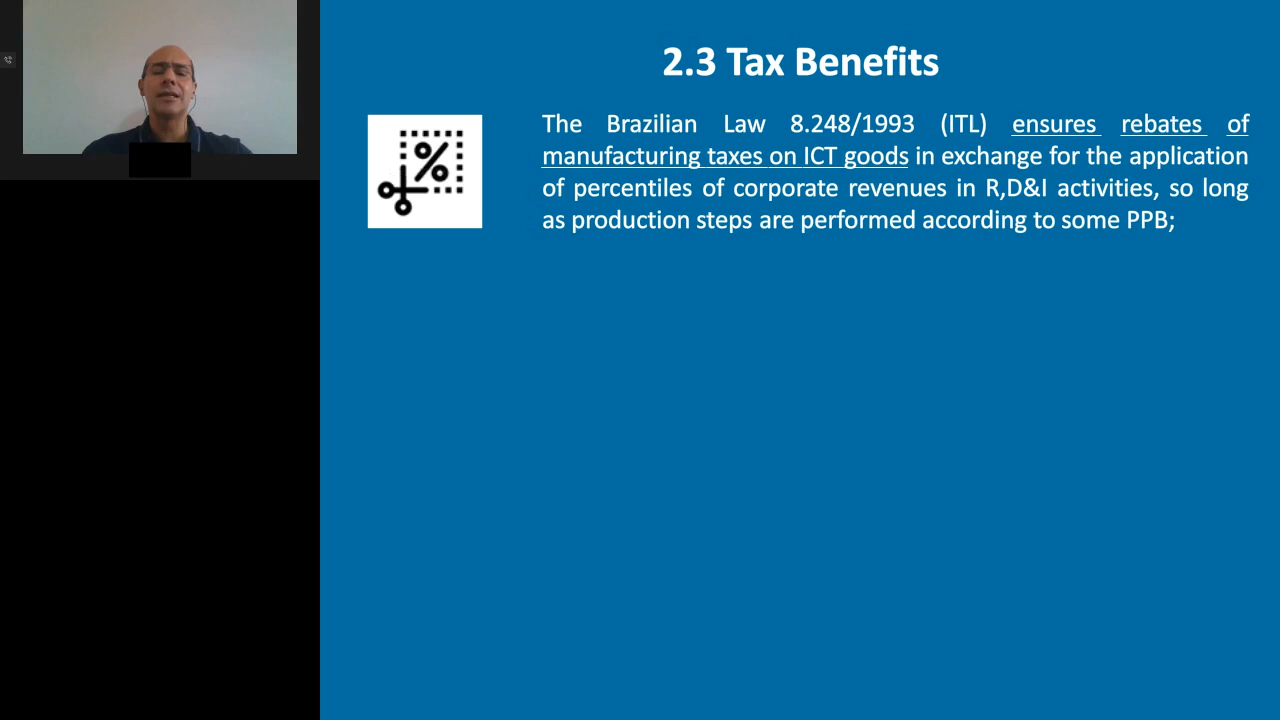 2.3 Tax Benefits
The Brazilian Law 8.248/1993 (ITL) ensures rebates of
manufacturing taxes on ICT goods in exchange for the application
of percentiles of corporate revenues in R,D&I activities, so long
as production steps are performed according to some PPB;